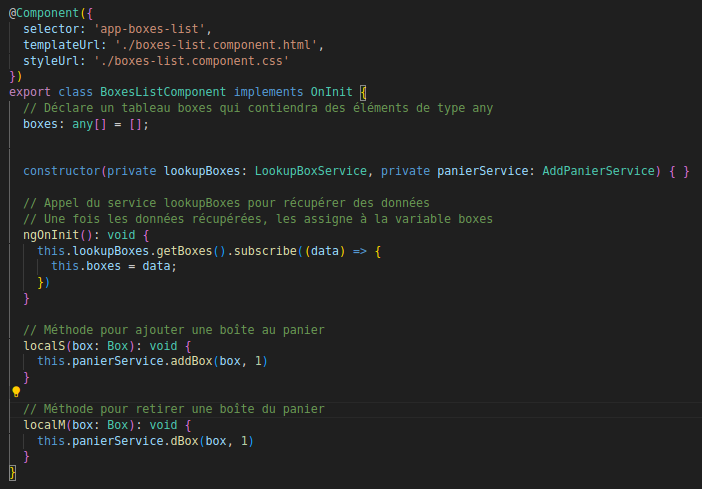 @Component({
  selector: 'app-boxes-list',
  templateUrl: './boxes-list.component.html',
  styleUrl: './boxes-list.component.css'
})
export class BoxesListComponent implements OnInit {
  // Déclare un tableau boxes qui contiendra des éléments de type any
  boxes: any[] = [];
  constructor(private lookupBoxes: LookupBoxService, private panierService: AddPanierService) { }
  // Appel du service lookupBoxes pour récupérer des données
  // Une fois les données récupérées, les assigne à la variable boxes
  ngOnInit(): void {
    this.lookupBoxes.getBoxes().subscribe((data) => {
      this.boxes = data;
    })
  }
  // Méthode pour ajouter une boîte au panier
  localS(box: Box): void {
    this.panierService.addBox(box, 1)
  }
  // Méthode pour retirer une boîte du panier
  localM(box: Box): void {
    this.panierService.dBox(box, 1)
  }
}